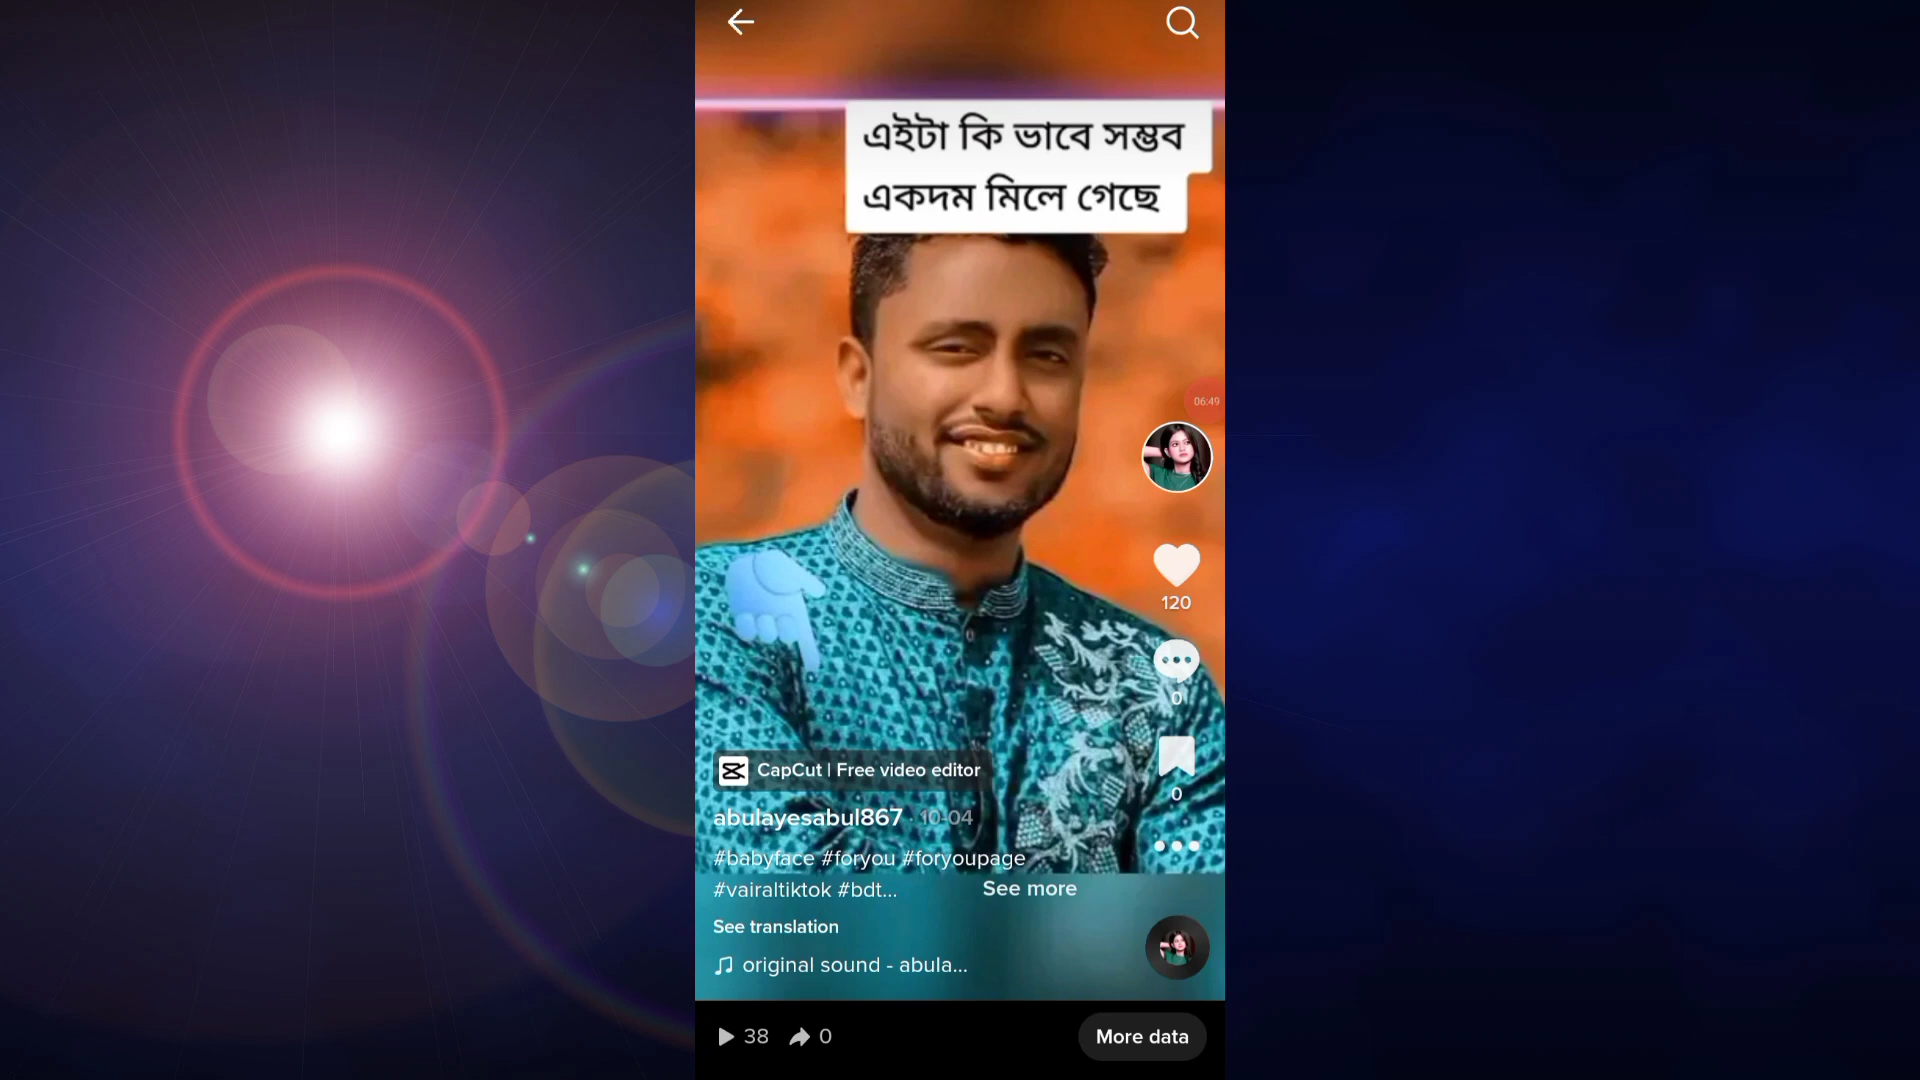 এইটা কি ভাবে সম্ভব
একদম মিলে গেছে
06:49
120
0
0
CapCut | Free video editor
abulayesabul867 · 10-04
#babyface #foryou #foryoupage
#vairaltiktok #bdt... See more
See translation
original sound - abula...
38 0 More data